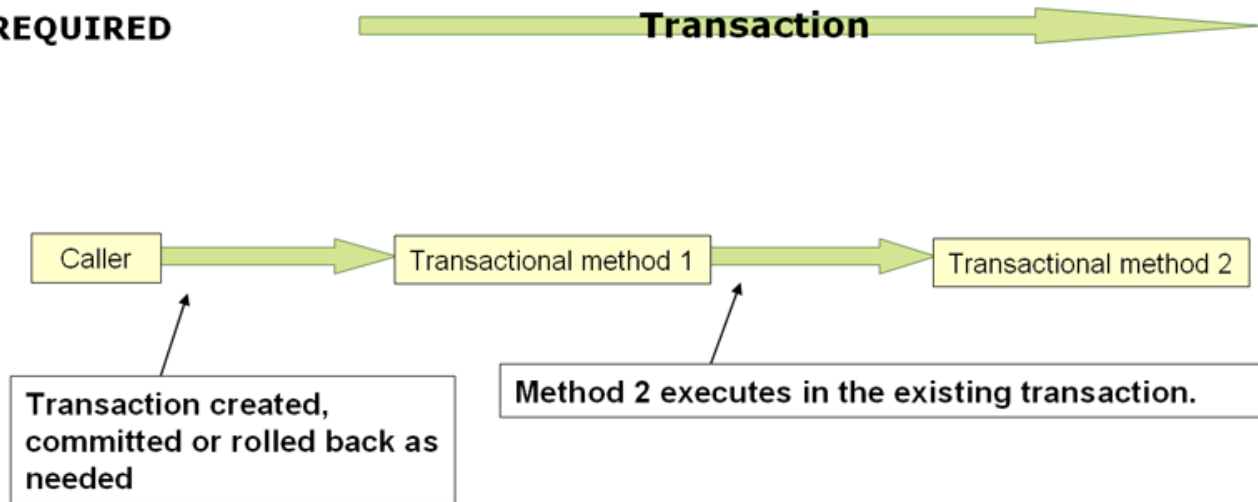 REQUIRED
Transaction
Caller
Transactional method 1
Transactional method 2
Transaction created,
committed or rolled back as
needed
Method 2 executes in the existing transaction.